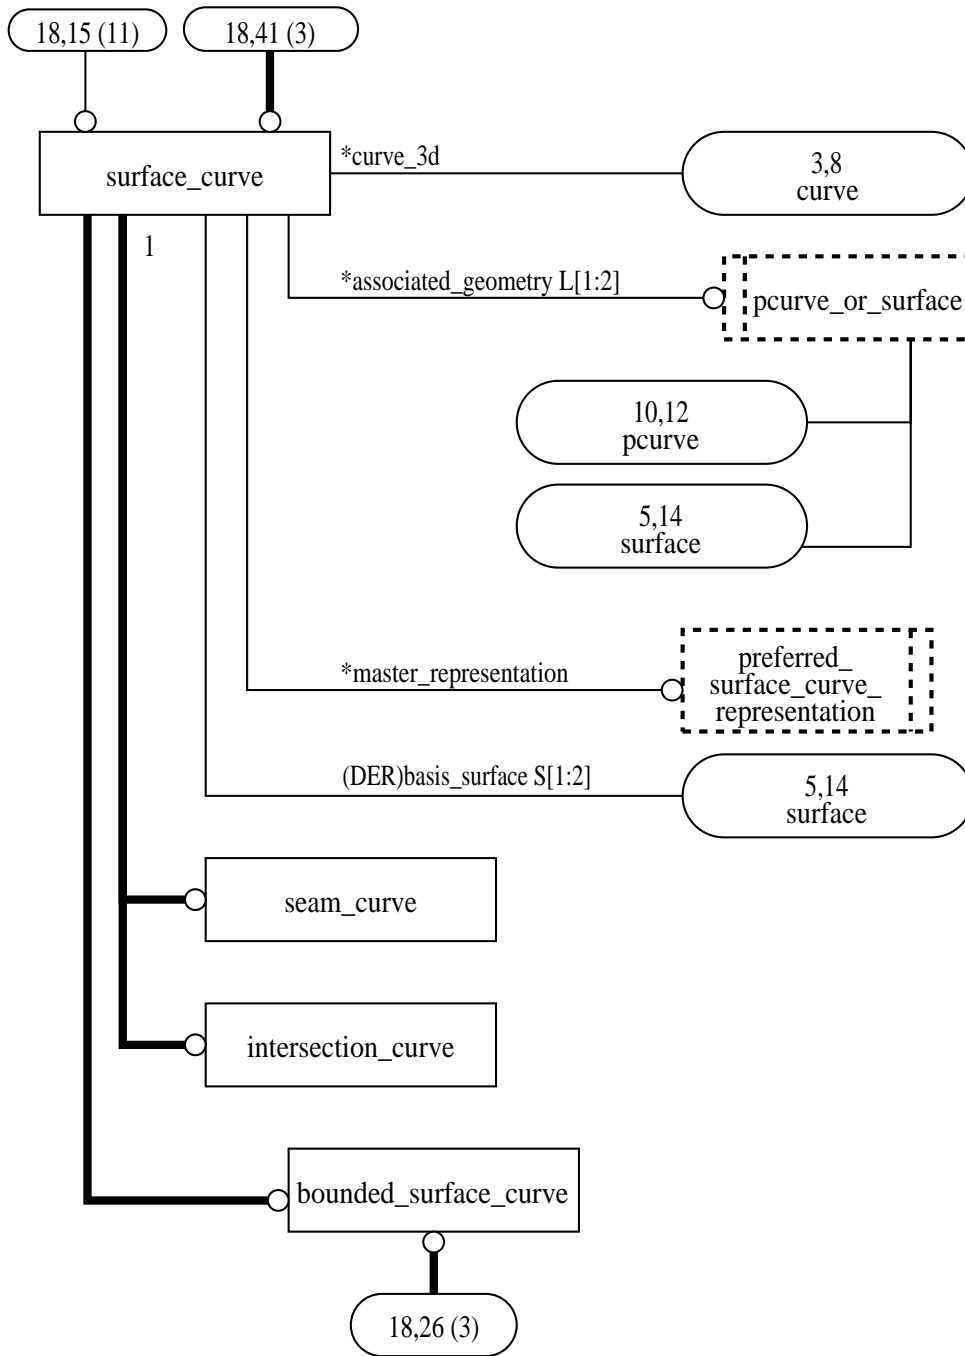 18,15 (11)
18,41 (3)
surface_curve
*curve_3d
3,8
curve
1
*associated_geometry L[1:2]
pcurve_or_surface
10,12
pcurve
5,14
surface
*master_representation
preferred_
surface_curve_
representation
(DER)basis_surface S[1:2]
5,14
surface
seam_curve
intersection_curve
bounded_surface_curve
18,26 (3)